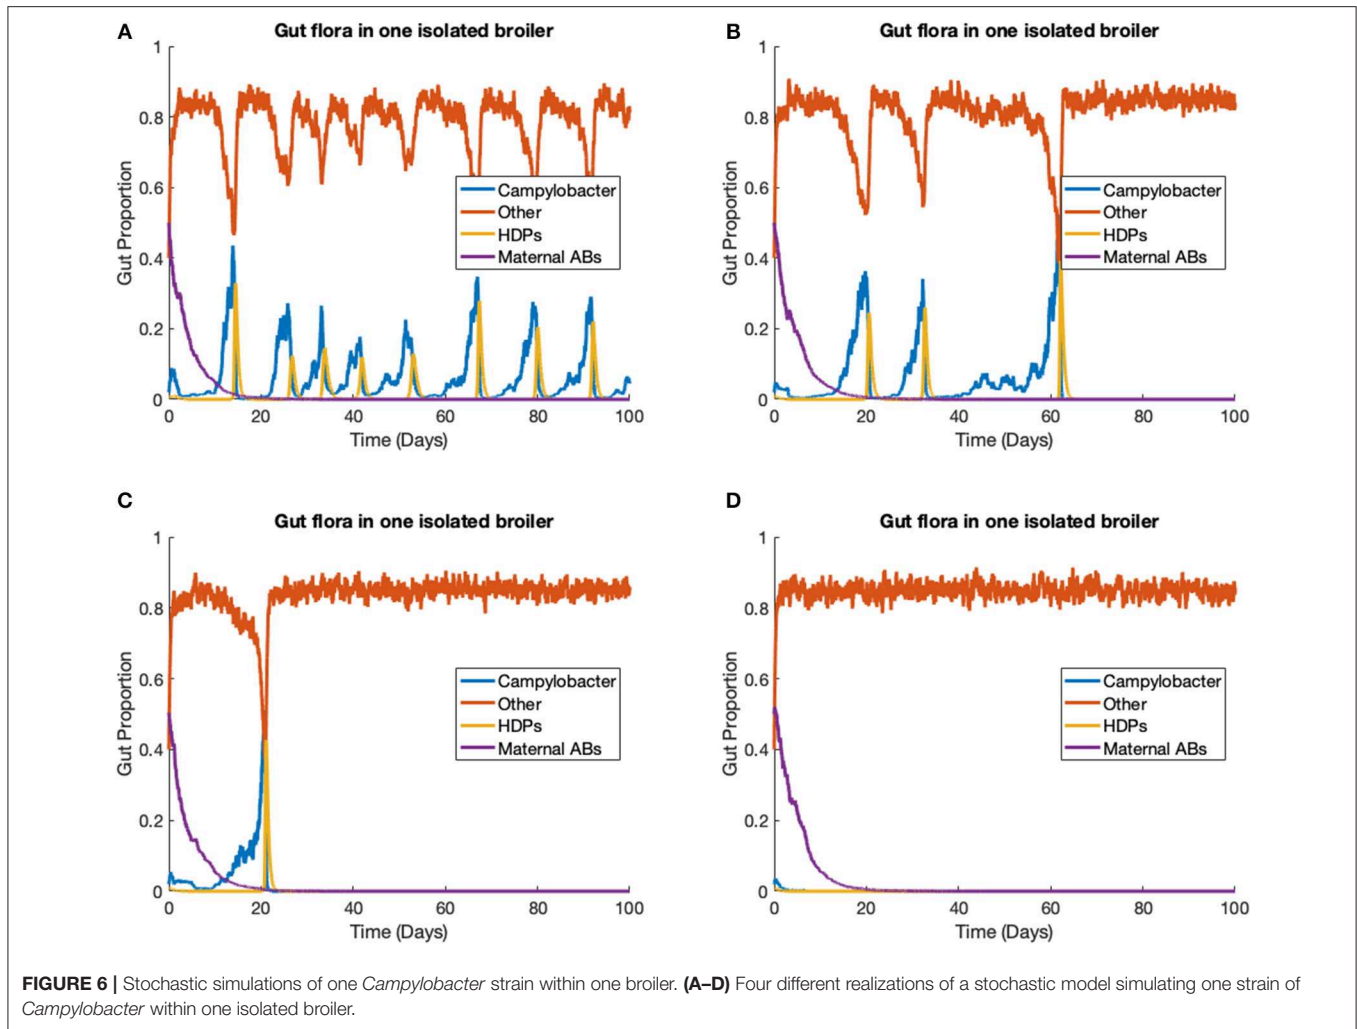 A
Gut flora in one isolated broiler
1
0.8
0.6
0.4
0.2
0
Gut Proportion
Campylobacter
Other
HDPs
Maternal ABs
0 20 40 60 80 100
Time (Days)
B
Gut flora in one isolated broiler
1
0.8
0.6
0.4
0.2
0
Gut Proportion
Campylobacter
Other
HDPs
Maternal ABs
0 20 40 60 80 100
Time (Days)
C
Gut flora in one isolated broiler
1
0.8
0.6
0.4
0.2
0
Gut Proportion
Campylobacter
Other
HDPs
Maternal ABs
0 20 40 60 80 100
Time (Days)
D
Gut flora in one isolated broiler
1
0.8
0.6
0.4
0.2
0
Gut Proportion
Campylobacter
Other
HDPs
Maternal ABs
0 20 40 60 80 100
Time (Days)
FIGURE 6 | Stochastic simulations of one Campylobacter strain within one broiler. (A–D) Four different realizations of a stochastic model simulating one strain of
Campylobacter within one isolated broiler.